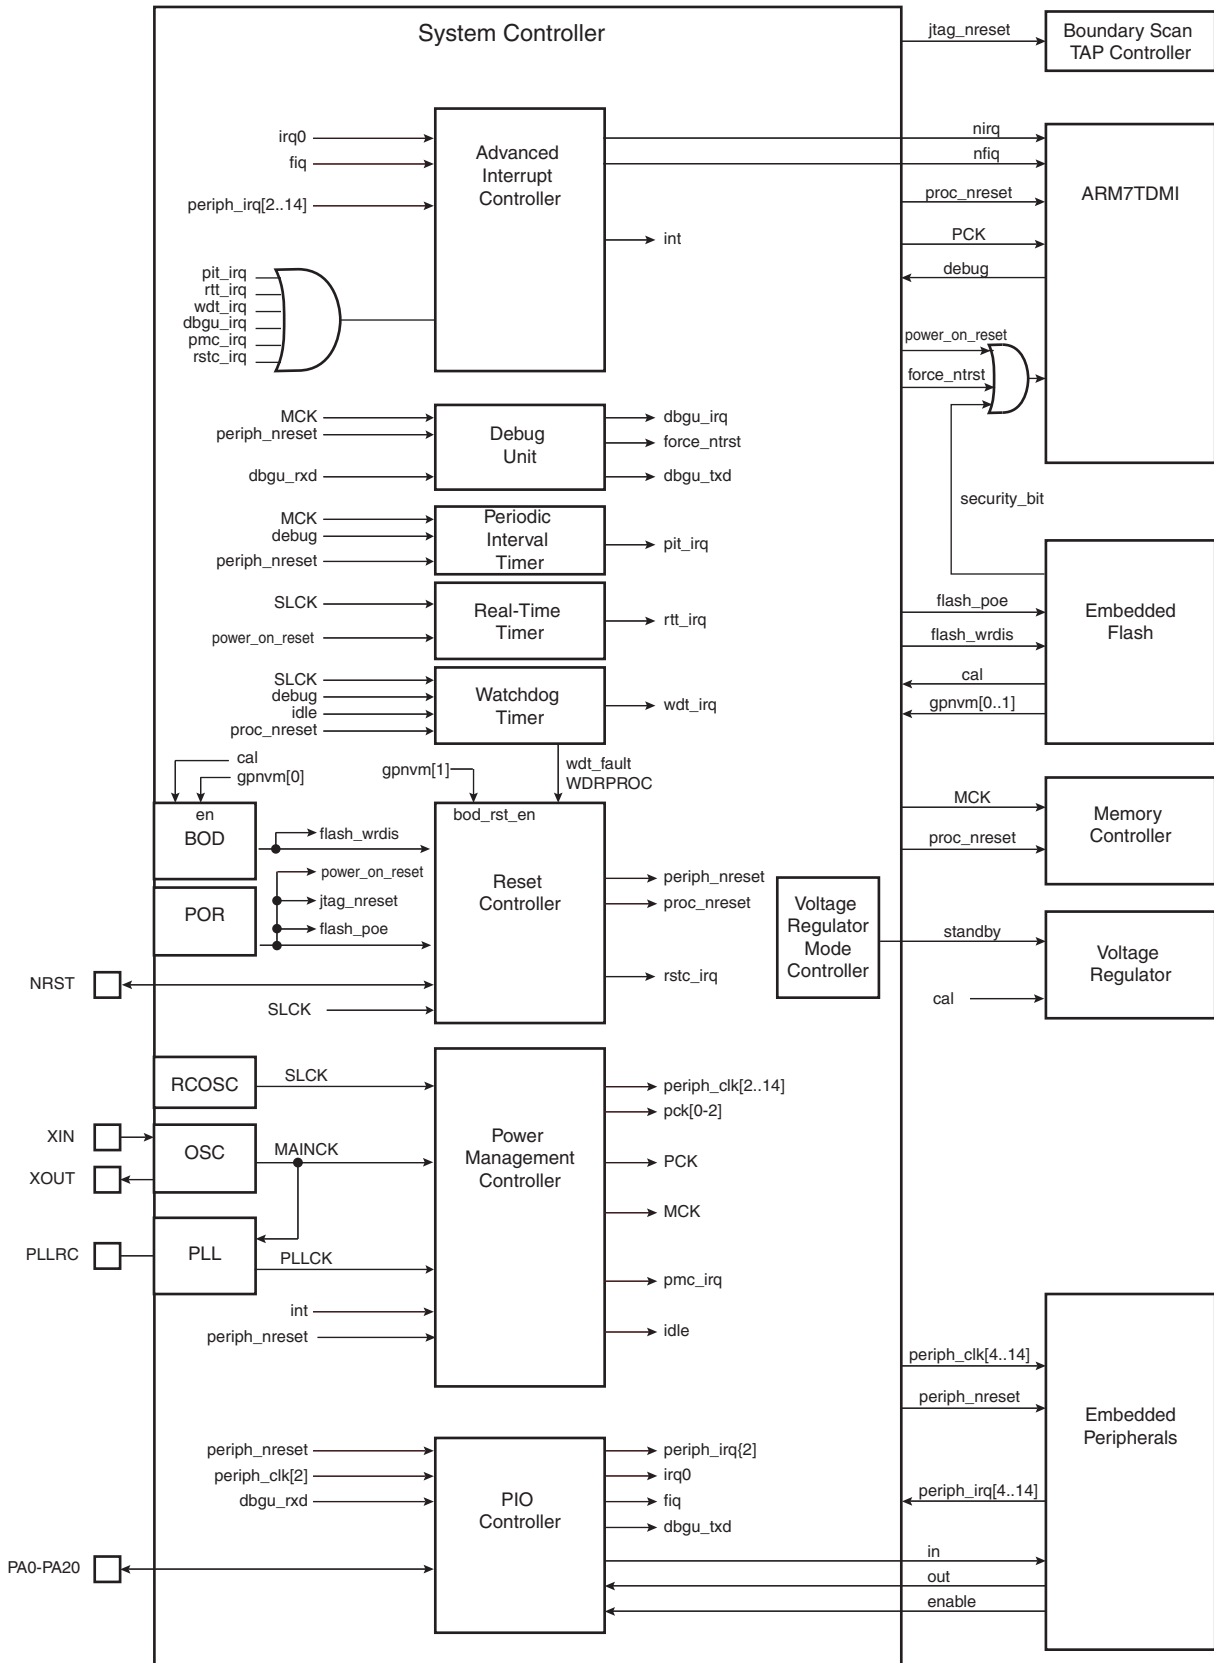 System Controller
jtag_nreset
Boundary Scan
TAP Controller
irq0
fiq
periph_irq[2..14]
Advanced
Interrupt
Controller
int
nirq
nfiq
proc_nreset
PCK
debug
ARM7TDMI
pit_irq
rtt_irq
wdt_irq
dbgu_irq
pmc_irq
rstc_irq
power_on_reset
force_ntrst
security_bit
MCK
periph_nreset
dbgu_rxd
Debug
Unit
dbgu_irq
force_ntrst
dbgu_txd
MCK
debug
periph_nreset
Periodic
Interval
Timer
pit_irq
SLCK
power_on_reset
Real-Time
Timer
rtt_irq
flash_poe
flash_wrdis
cal
gpnvm[0..1]
Embedded
Flash
SLCK
debug
idle
proc_nreset
Watchdog
Timer
wdt_irq
cal
gpnvm[0]
gpnvm[1]
wdt_fault
WDRPROC
en
BOD
bod_rst_en
flash_wrdis
MCK
proc_nreset
Memory
Controller
POR
power_on_reset
jtag_nreset
flash_poe
Reset
Controller
periph_nreset
proc_nreset
rstc_irq
Voltage
Regulator
Mode
Controller
standby
cal
Voltage
Regulator
NRST
SLCK
RCOSC
SLCK
XIN
XOUT
OSC
MAINCK
PLLRC
PLL
PLLCK
int
periph_nreset
Power
Management
Controller
periph_clk[2..14]
pck[0-2]
PCK
MCK
pmc_irq
idle
periph_clk[4..14]
periph_nreset
periph_irq[4..14]
in
out
enable
Embedded
Peripherals
periph_nreset
periph_clk[2]
dbgu_rxd
PIO
Controller
periph_irq{2]
irq0
fiq
dbgu_txd
PA0-PA20